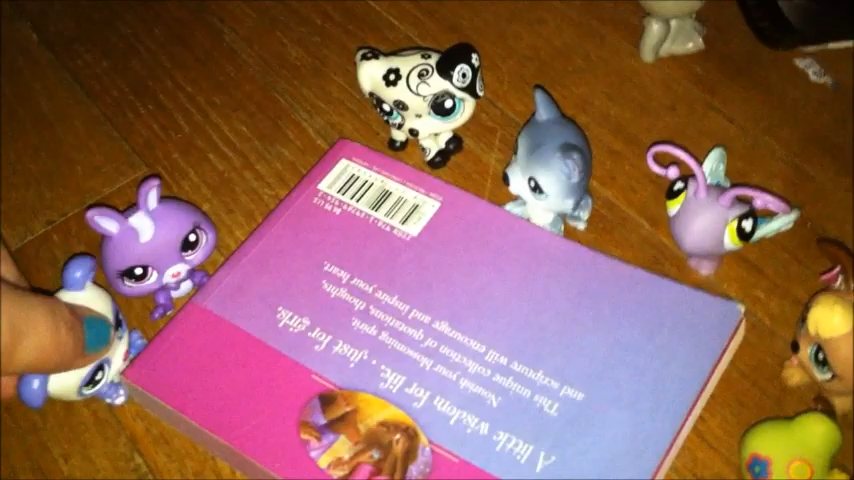 A little wisdom for life. . . just for girls.
Nourish your blossoming spirit.
This unique collection of quotations, thoughts,
and scripture will encourage and inspire your heart.